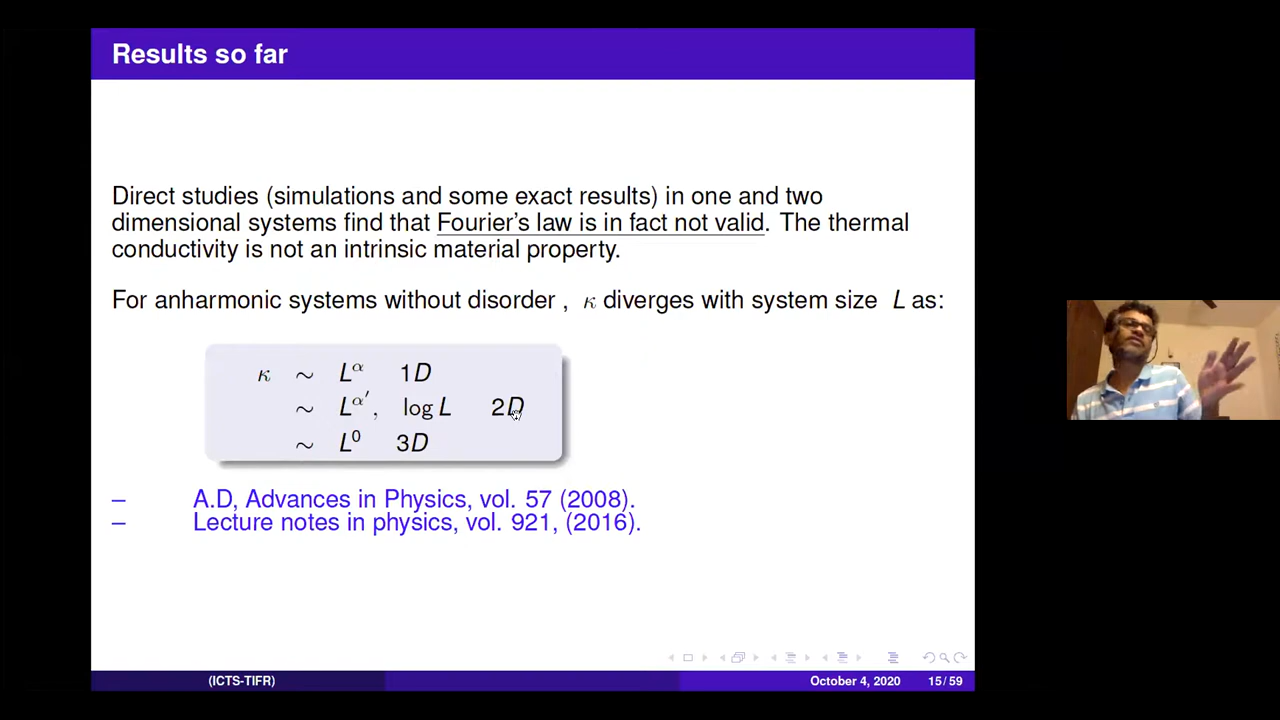 Results so far
Direct studies (simulations and some exact results) in one and two
dimensional systems find that Fourier's law is in fact not valid. The thermal
conductivity is not an intrinsic material property.
For anharmonic systems without disorder , κ diverges with system size L as:
κ ∼ L^α 1D
∼ L^α′, log L 2D
∼ L^0 3D
– A.D, Advances in Physics, vol. 57 (2008).
– Lecture notes in physics, vol. 921, (2016).
(ICTS-TIFR) October 4, 2020 15/59